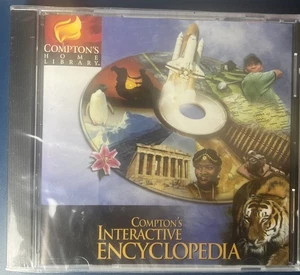 COMPTON'S
HOME
LIBRARY.
COMPTON'S
INTERACTIVE
ENCYCLOPEDIA